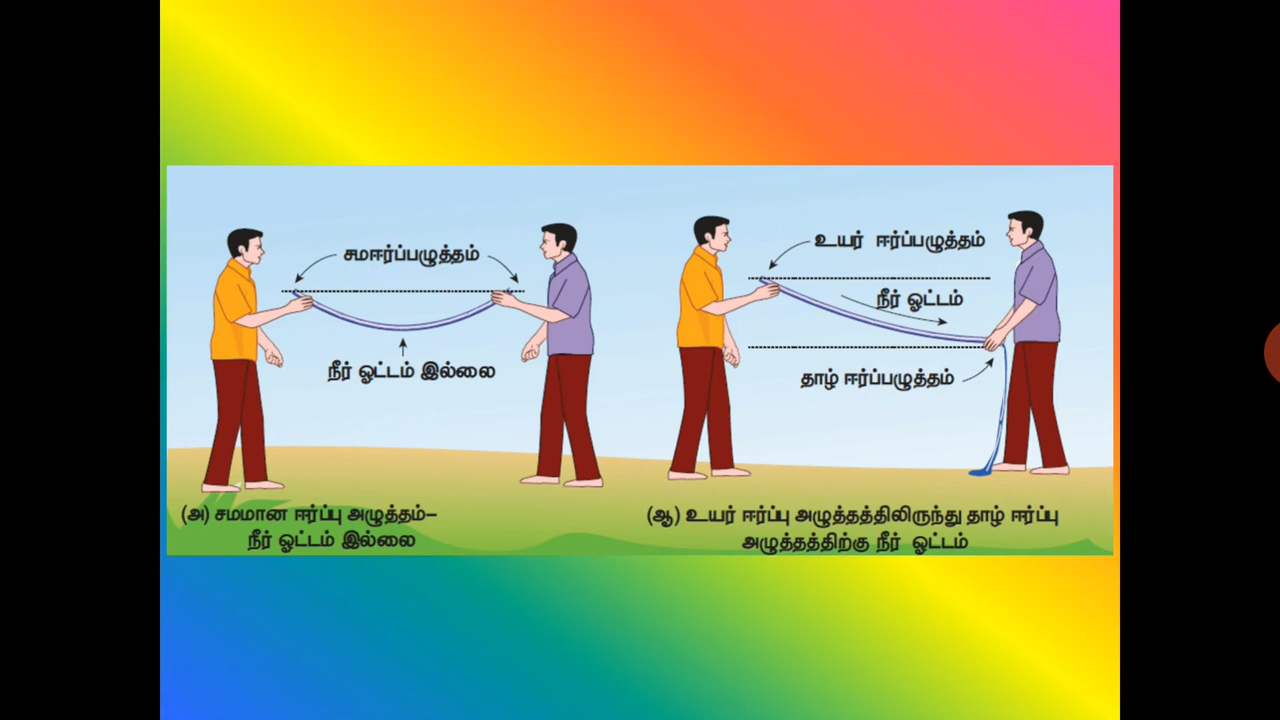 சமஈர்ப்பழுத்தம்
நீர் ஓட்டம் இல்லை
(அ) சமமான ஈர்ப்பு அழுத்தம்–
நீர் ஓட்டம் இல்லை
உயர் ஈர்ப்பழுத்தம்
நீர் ஓட்டம்
தாழ் ஈர்ப்பழுத்தம்
(ஆ) உயர் ஈர்ப்பு அழுத்தத்திலிருந்து தாழ் ஈர்ப்பு
அழுத்தத்திற்கு நீர் ஓட்டம்